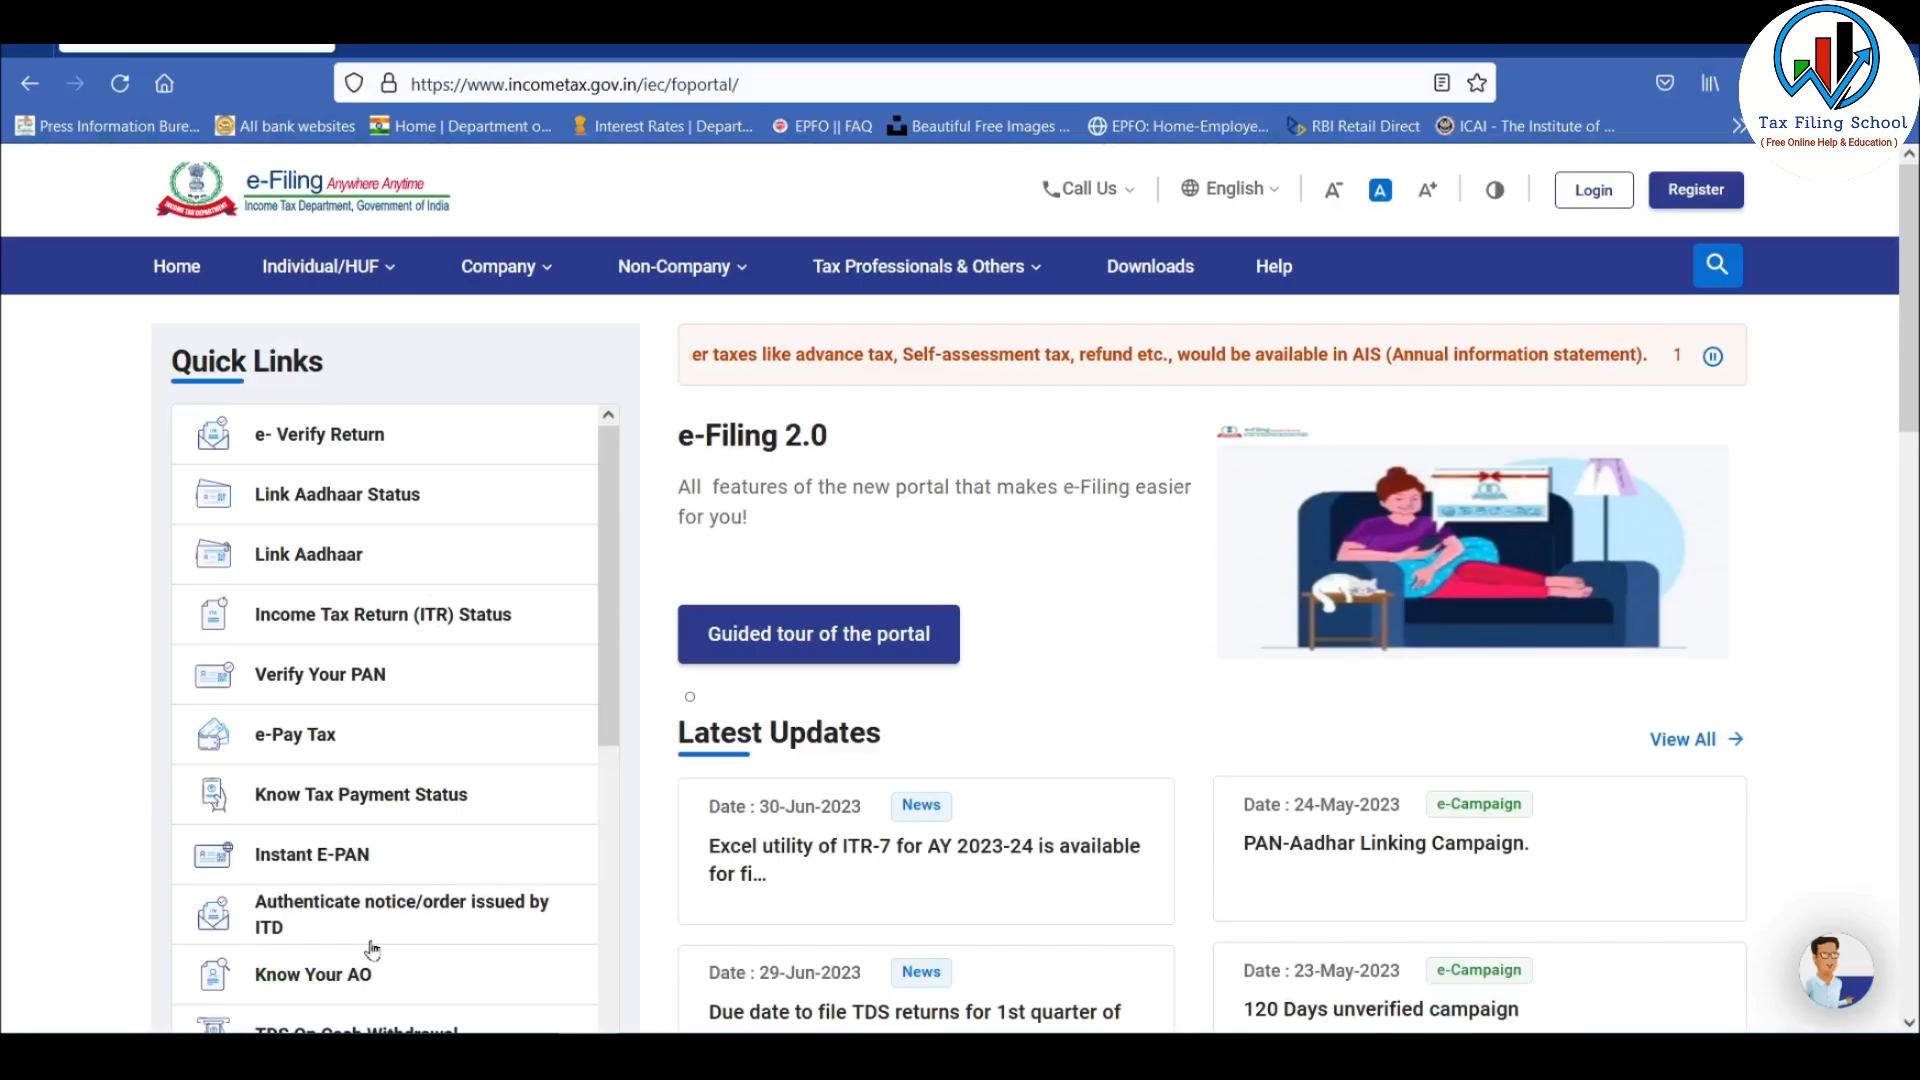 https://www.incometax.gov.in/iec/foportal/
Tax Filing School
( Free Online Help & Education )
Press Information Bure... All bank websites Home | Department o... Interest Rates | Depart... EPFO || FAQ Beautiful Free Images ... EPFO: Home-Employe... RBI Retail Direct ICAI - The Institute of ...
e-Filing Anywhere Anytime
Income Tax Department, Government of India
INCOME TAX DEPARTMENT
Call Us English A- A A+ Login Register
Home Individual/HUF Company Non-Company Tax Professionals & Others Downloads Help
Quick Links
e- Verify Return
Link Aadhaar Status
Link Aadhaar
Income Tax Return (ITR) Status
Verify Your PAN
e-Pay Tax
Know Tax Payment Status
Instant E-PAN
Authenticate notice/order issued by
ITD
Know Your AO
TDS On Cash Withdrawal
er taxes like advance tax, Self-assessment tax, refund etc., would be available in AIS (Annual information statement). 1
e-Filing 2.0
All features of the new portal that makes e-Filing easier
for you!
Guided tour of the portal
Latest Updates
View All
Date : 30-Jun-2023 News
Excel utility of ITR-7 for AY 2023-24 is available
for fi...
Date : 24-May-2023 e-Campaign
PAN-Aadhar Linking Campaign.
Date : 29-Jun-2023 News
Due date to file TDS returns for 1st quarter of
Date : 23-May-2023 e-Campaign
120 Days unverified campaign